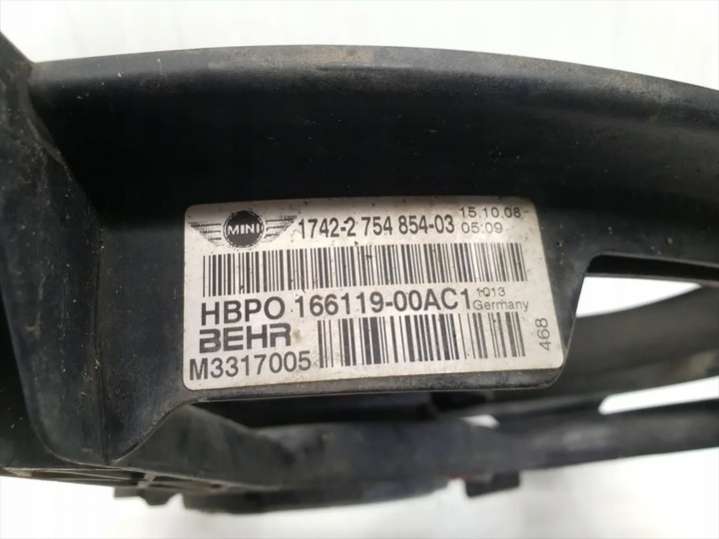 MINI 1742-2 754 854-03 15.10.08
05:09
HBPO 166119-00AC1 1013
Germany
BEHR
M3317005
468